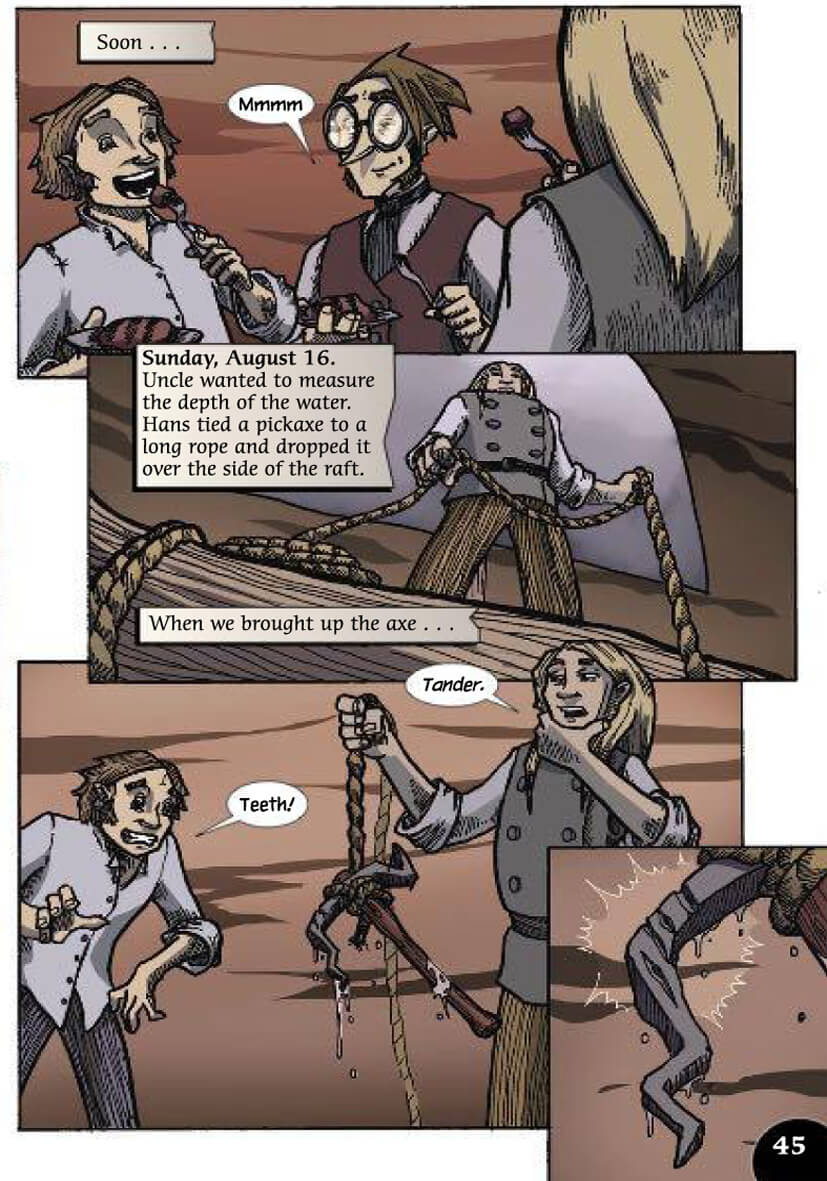 Soon . . .
Mmmm
Sunday, August 16.
Uncle wanted to measure
the depth of the water.
Hans tied a pickaxe to a
long rope and dropped it
over the side of the raft.
When we brought up the axe . . .
Tander.
Teeth!
45